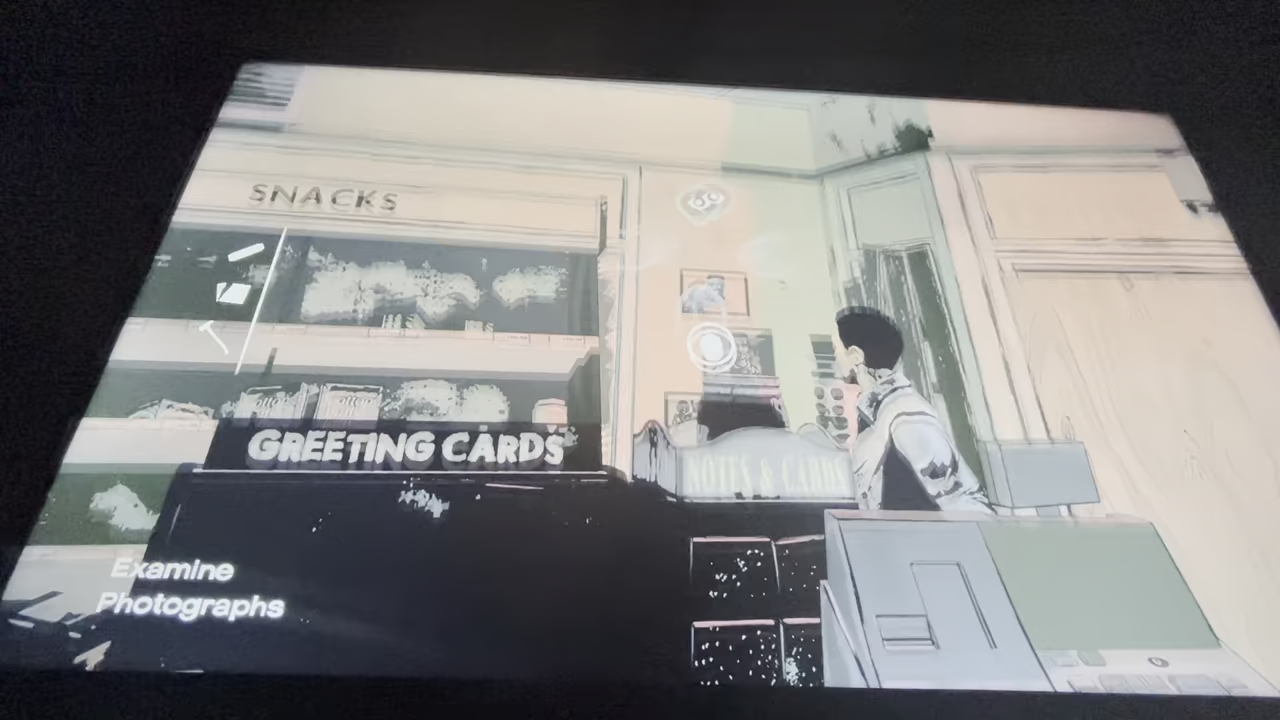 SNACKS
GREETING CARDS
NOTES & CARDS
Examine
Photographs